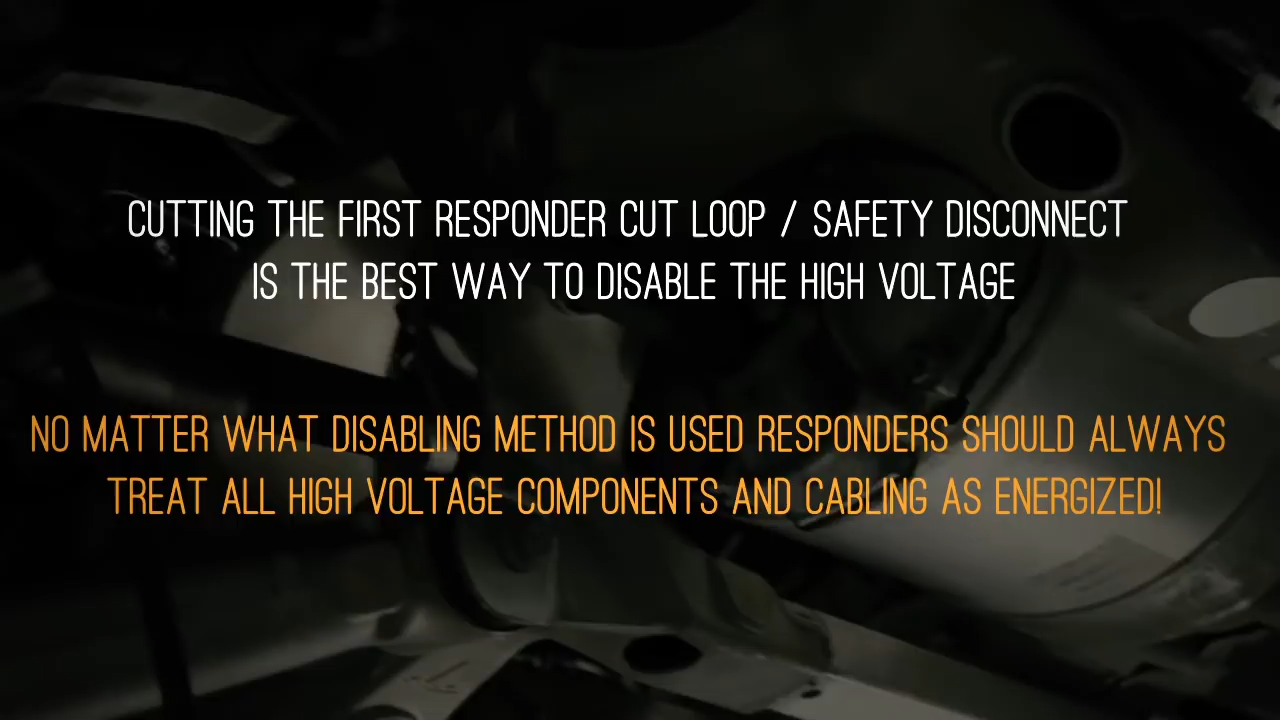 CUTTING THE FIRST RESPONDER CUT LOOP / SAFETY DISCONNECT
IS THE BEST WAY TO DISABLE THE HIGH VOLTAGE
NO MATTER WHAT DISABLING METHOD IS USED RESPONDERS SHOULD ALWAYS
TREAT ALL HIGH VOLTAGE COMPONENTS AND CABLING AS ENERGIZED!